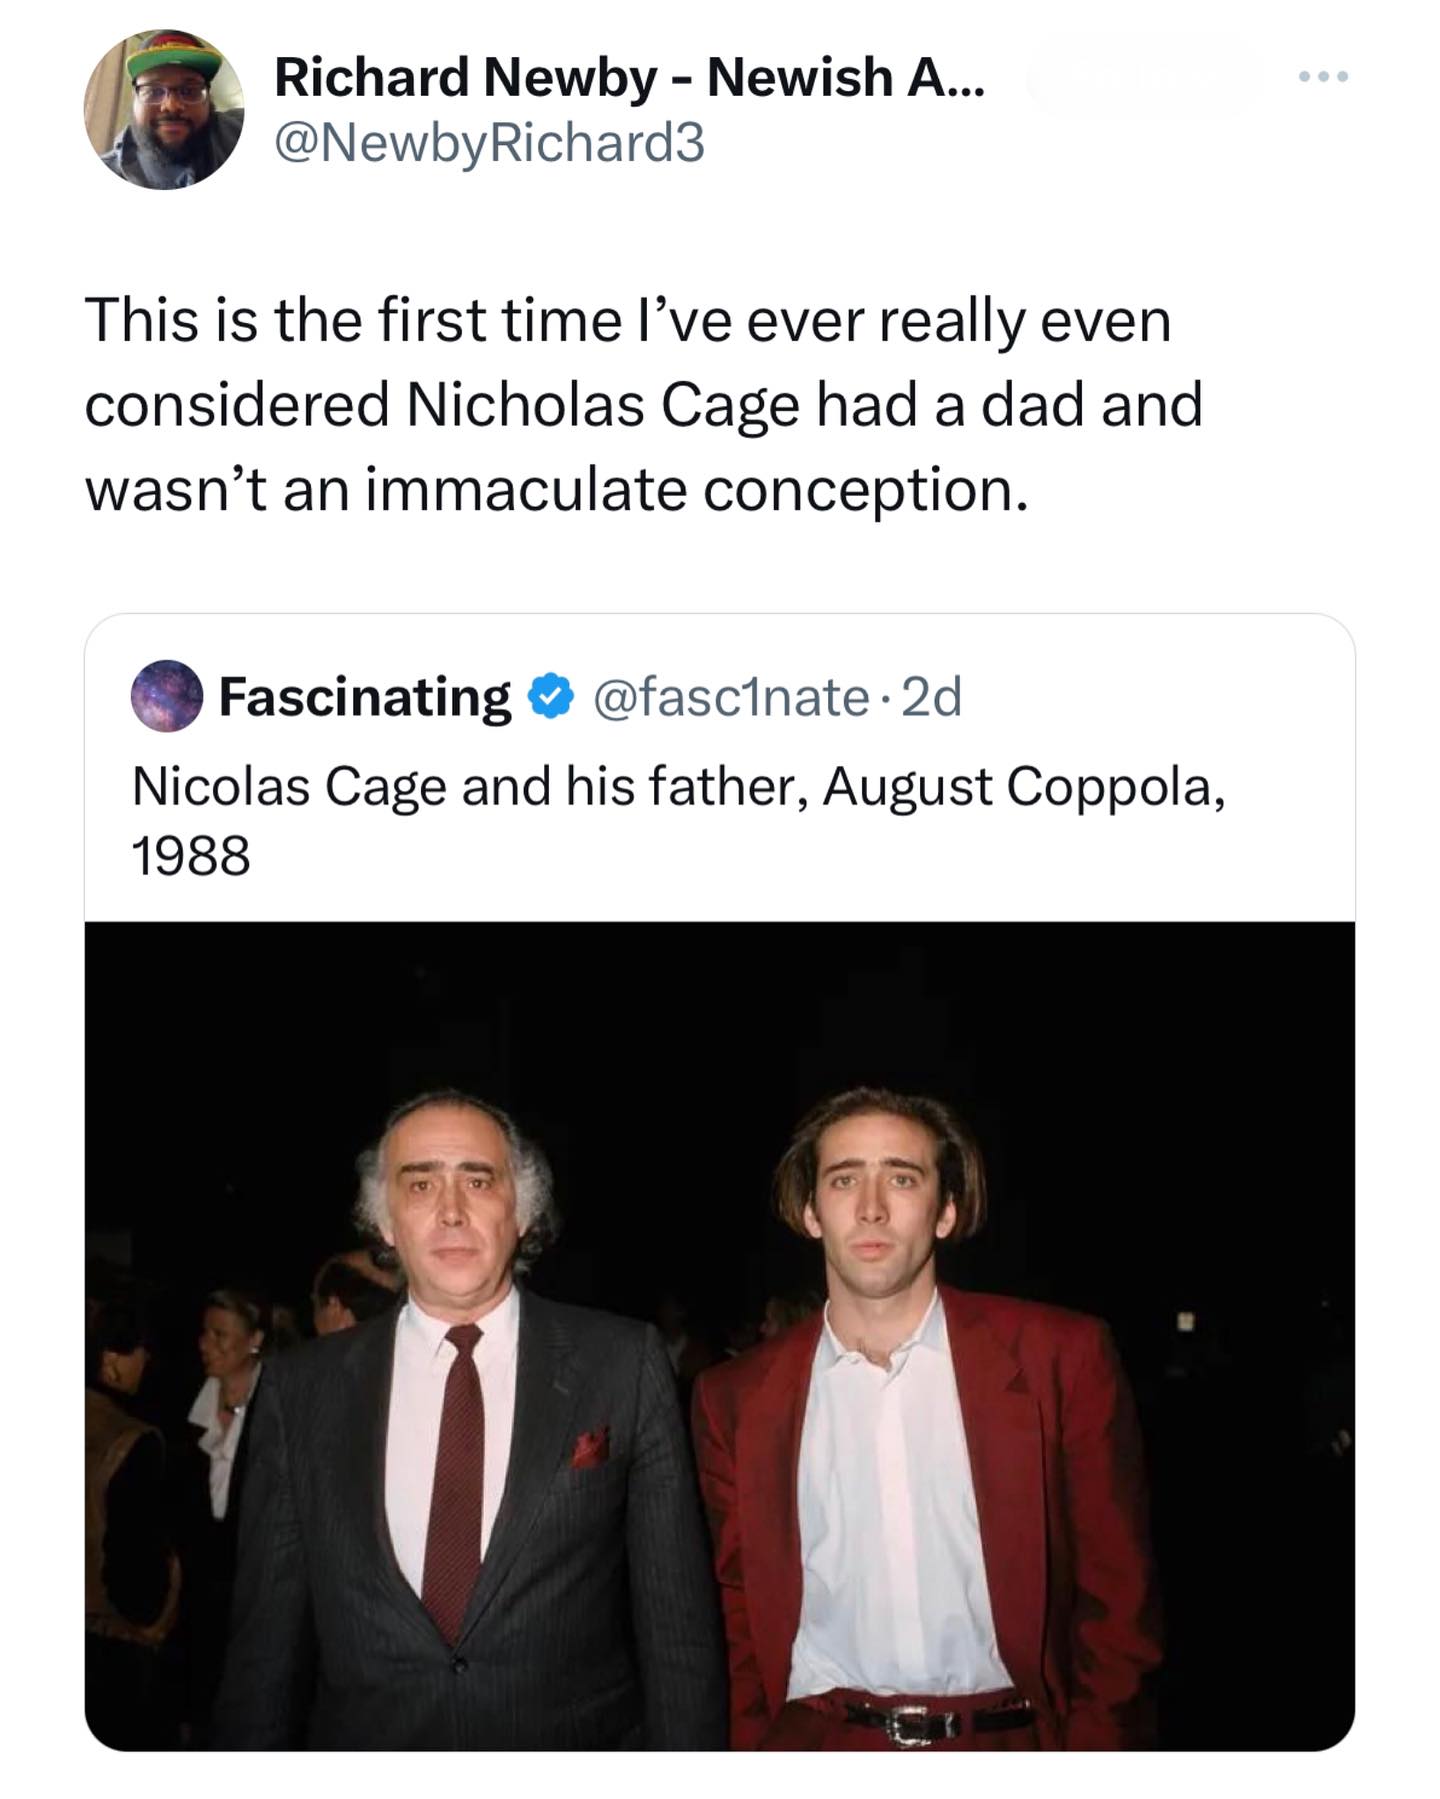 Richard Newby - Newish A...
@NewbyRichard3
This is the first time I’ve ever really even
considered Nicholas Cage had a dad and
wasn’t an immaculate conception.
Fascinating @fasc1nate · 2d
Nicolas Cage and his father, August Coppola,
1988